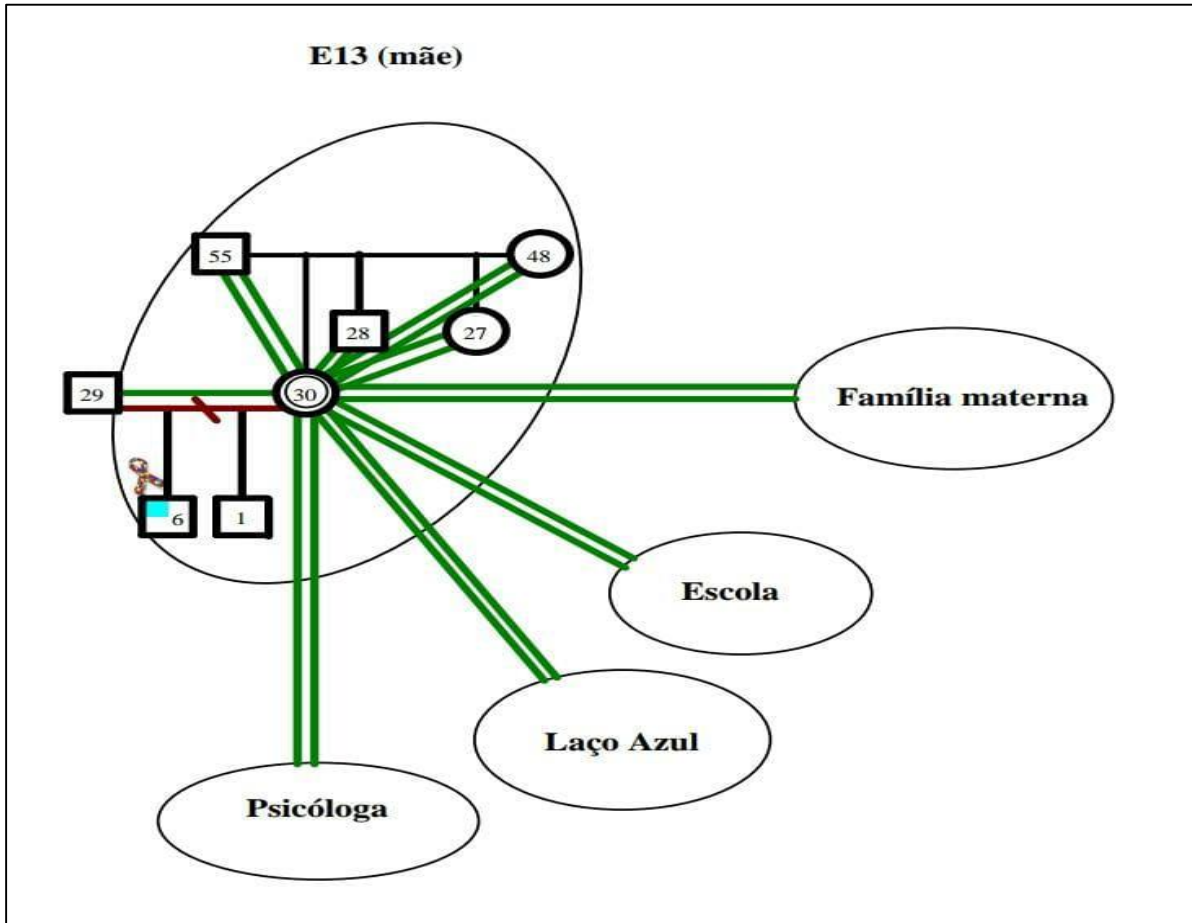 E13 (mãe)
55
48
28
27
29
30
Família materna
6
1
Escola
Laço Azul
Psicóloga